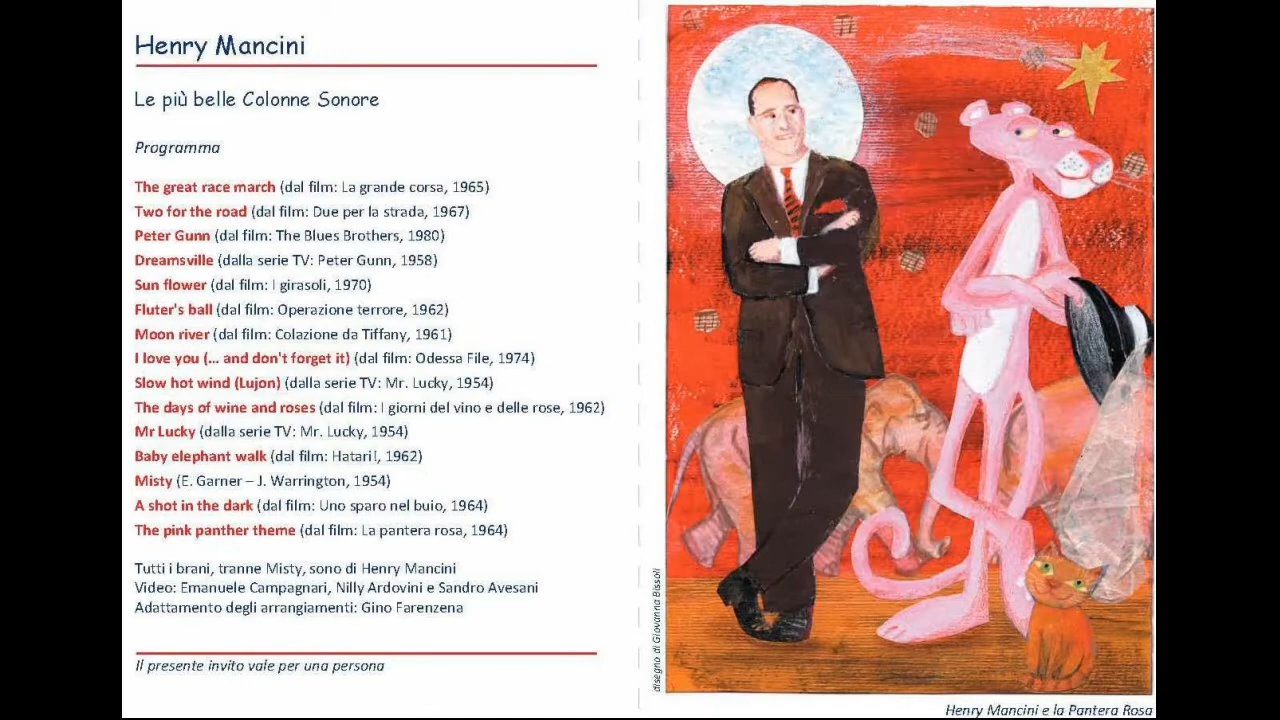 Henry Mancini
Le più belle Colonne Sonore
Programma
The great race march (dal film: La grande corsa, 1965)
Two for the road (dal film: Due per la strada, 1967)
Peter Gunn (dal film: The Blues Brothers, 1980)
Dreamsville (dalla serie TV: Peter Gunn, 1958)
Sun flower (dal film: I girasoli, 1970)
Fluter's ball (dal film: Operazione terrore, 1962)
Moon river (dal film: Colazione da Tiffany, 1961)
I love you (... and don't forget it) (dal film: Odessa File, 1974)
Slow hot wind (Lujon) (dalla serie TV: Mr. Lucky, 1954)
The days of wine and roses (dal film: I giorni del vino e delle rose, 1962)
Mr Lucky (dalla serie TV: Mr. Lucky, 1954)
Baby elephant walk (dal film: Hatari!, 1962)
Misty (E. Garner – J. Warrington, 1954)
A shot in the dark (dal film: Uno sparo nel buio, 1964)
The pink panther theme (dal film: La pantera rosa, 1964)
Tutti i brani, tranne Misty, sono di Henry Mancini
Video: Emanuele Campagnari, Nilly Ardovini e Sandro Avesani
Adattamento degli arrangiamenti: Gino Farenzena
Il presente invito vale per una persona
disegno di Giovanna Bissoli
Henry Mancini e la Pantera Rosa